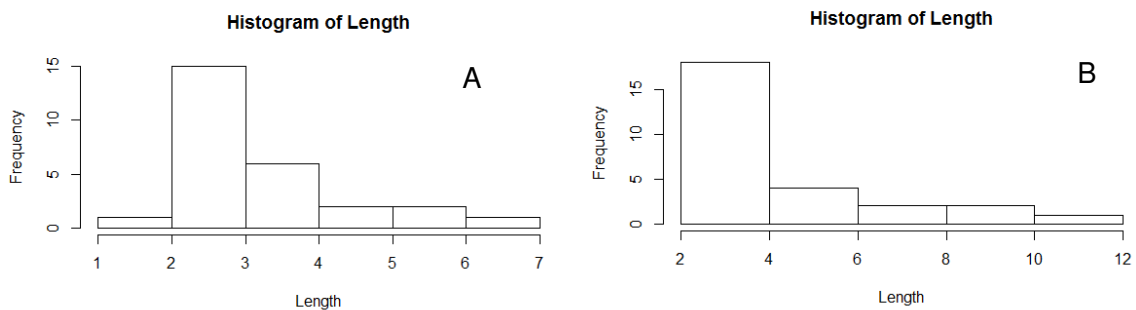 Histogram of Length
A
Frequency
15
10
5
0
1 2 3 4 5 6 7
Length
Histogram of Length
B
Frequency
15
10
5
0
2 4 6 8 10 12
Length